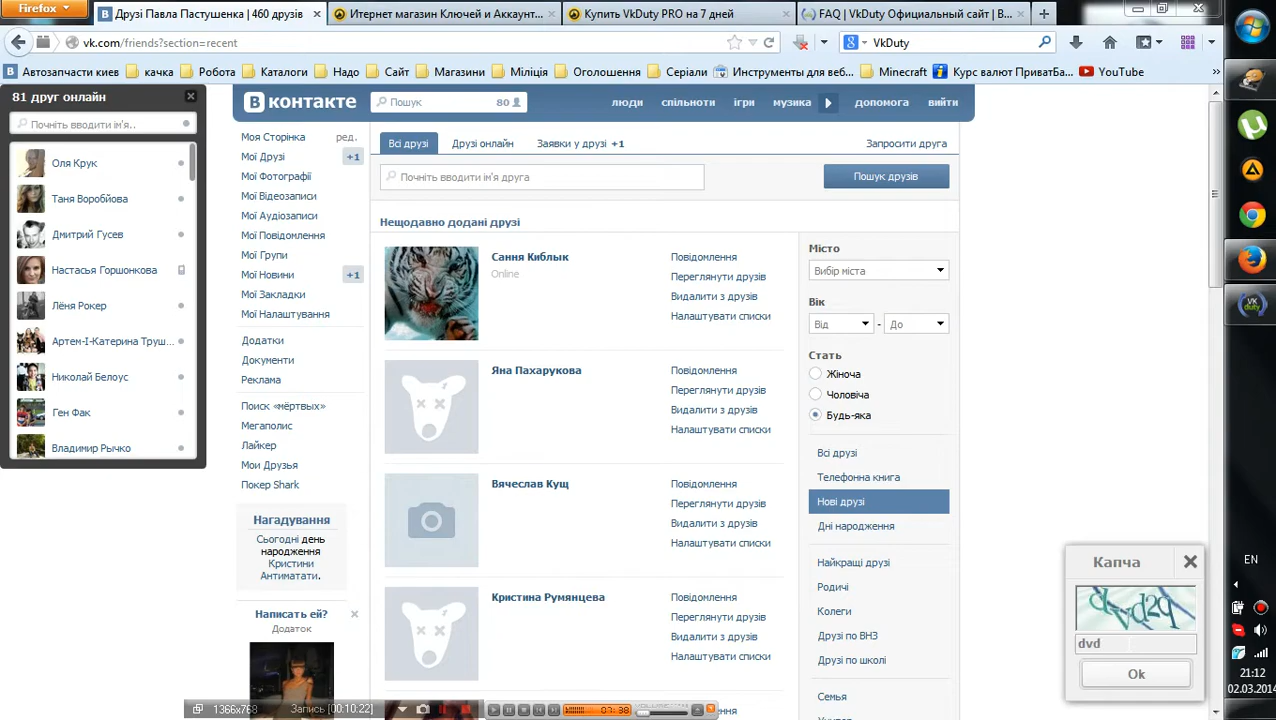 Firefox
Друзі Павла Пастушенка | 460 друзів
Итернет магазин Ключей и Аккаунт...
Купить VkDuty PRO на 7 дней
FAQ | VkDuty Официальный сайт | В...
vk.com/friends?section=recent
VkDuty
Автозапчасти киев
качка
Робота
Каталоги
Надо
Сайт
Магазини
Міліція
Оголошення
Серіали
Инструменты для веб...
Minecraft
Курс валют ПриватБа...
YouTube
81 друг онлайн
Почніть вводити ім'я..
Оля Крук
Таня Воробйова
Дмитрий Гусев
Настасья Горшонкова
Лёня Рокер
Артем-І-Катерина Труш...
Николай Белоус
Ген Фак
Владимир Рычко
В контакте
Пошук
80
люди
спільноти
ігри
музика
допомога
вийти
Моя Сторінка
ред.
Мої Друзі
+1
Мої Фотографії
Мої Відеозаписи
Мої Аудіозаписи
Мої Повідомлення
Мої Групи
Мої Новини
+1
Мої Закладки
Мої Налаштування
Додатки
Документи
Реклама
Поиск «мёртвых»
Мегаполис
Лайкер
Мои Друзья
Покер Shark
Нагадування
Сьогодні день
народження
Кристини
Антиматати.
Написать ей?
Додаток
Всі друзі
Друзі онлайн
Заявки у друзі +1
Запросити друга
Почніть вводити ім'я друга
Пошук друзів
Нещодавно додані друзі
Сання Киблык
Online
Повідомлення
Переглянути друзів
Видалити з друзів
Налаштувати списки
Яна Пахарукова
Повідомлення
Переглянути друзів
Видалити з друзів
Налаштувати списки
Вячеслав Кущ
Повідомлення
Переглянути друзів
Видалити з друзів
Налаштувати списки
Кристина Румянцева
Повідомлення
Переглянути друзів
Видалити з друзів
Налаштувати списки
Місто
Вибір міста
Вік
Від
-
До
Стать
Жіноча
Чоловіча
Будь-яка
Всі друзі
Телефонна книга
Нові друзі
Дні народження
Найкращі друзі
Родичі
Колеги
Друзі по ВНЗ
Друзі по школі
Семья
Капча
dvd2q
dvd
Ok
EN
21:12
02.03.2014
1366x768
Запись [00:10:22]